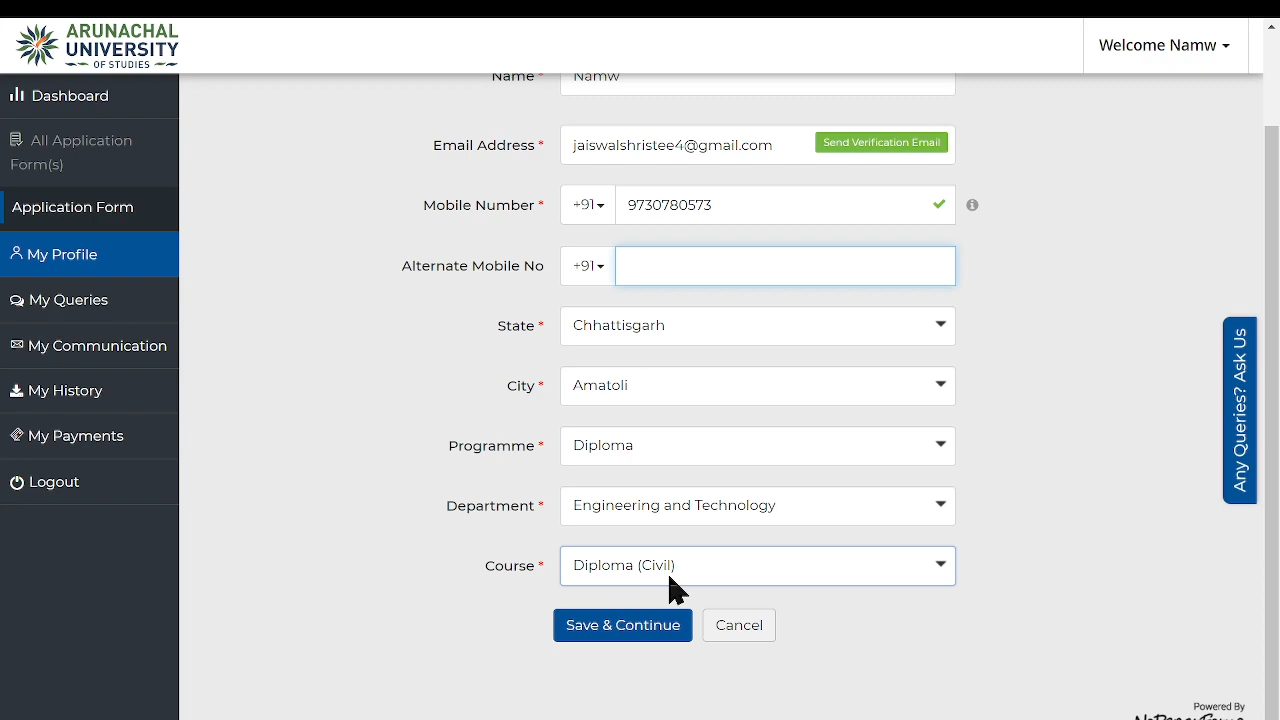 ARUNACHAL
UNIVERSITY
OF STUDIES
Welcome Namw
Dashboard
All Application
Form(s)
Application Form
My Profile
My Queries
My Communication
My History
My Payments
Logout
Name *
Namw
Email Address *
jaiswalshristee4@gmail.com
Send Verification Email
Mobile Number *
+91
9730780573
Alternate Mobile No
+91
State *
Chhattisgarh
City *
Amatoli
Programme *
Diploma
Department *
Engineering and Technology
Course *
Diploma (Civil)
Save & Continue
Cancel
Any Queries? Ask Us
Powered By